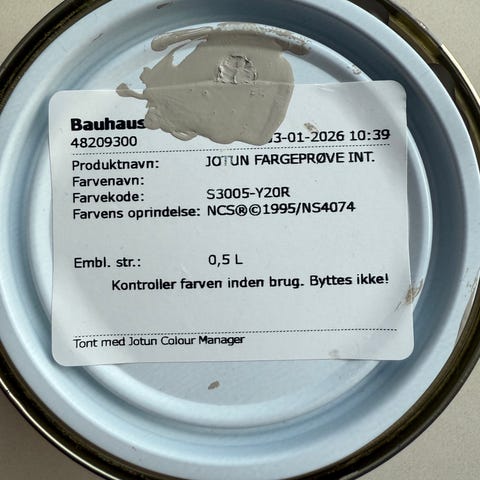 Bauhaus
48209300 3-01-2026 10:39
Produktnavn: JOTUN FARGEPRØVE INT.
Farvenavn:
Farvekode: S3005-Y20R
Farvens oprindelse: NCS®©1995/NS4074
Embl. str.: 0,5 L
Kontroller farven inden brug. Byttes ikke!
Tont med Jotun Colour Manager